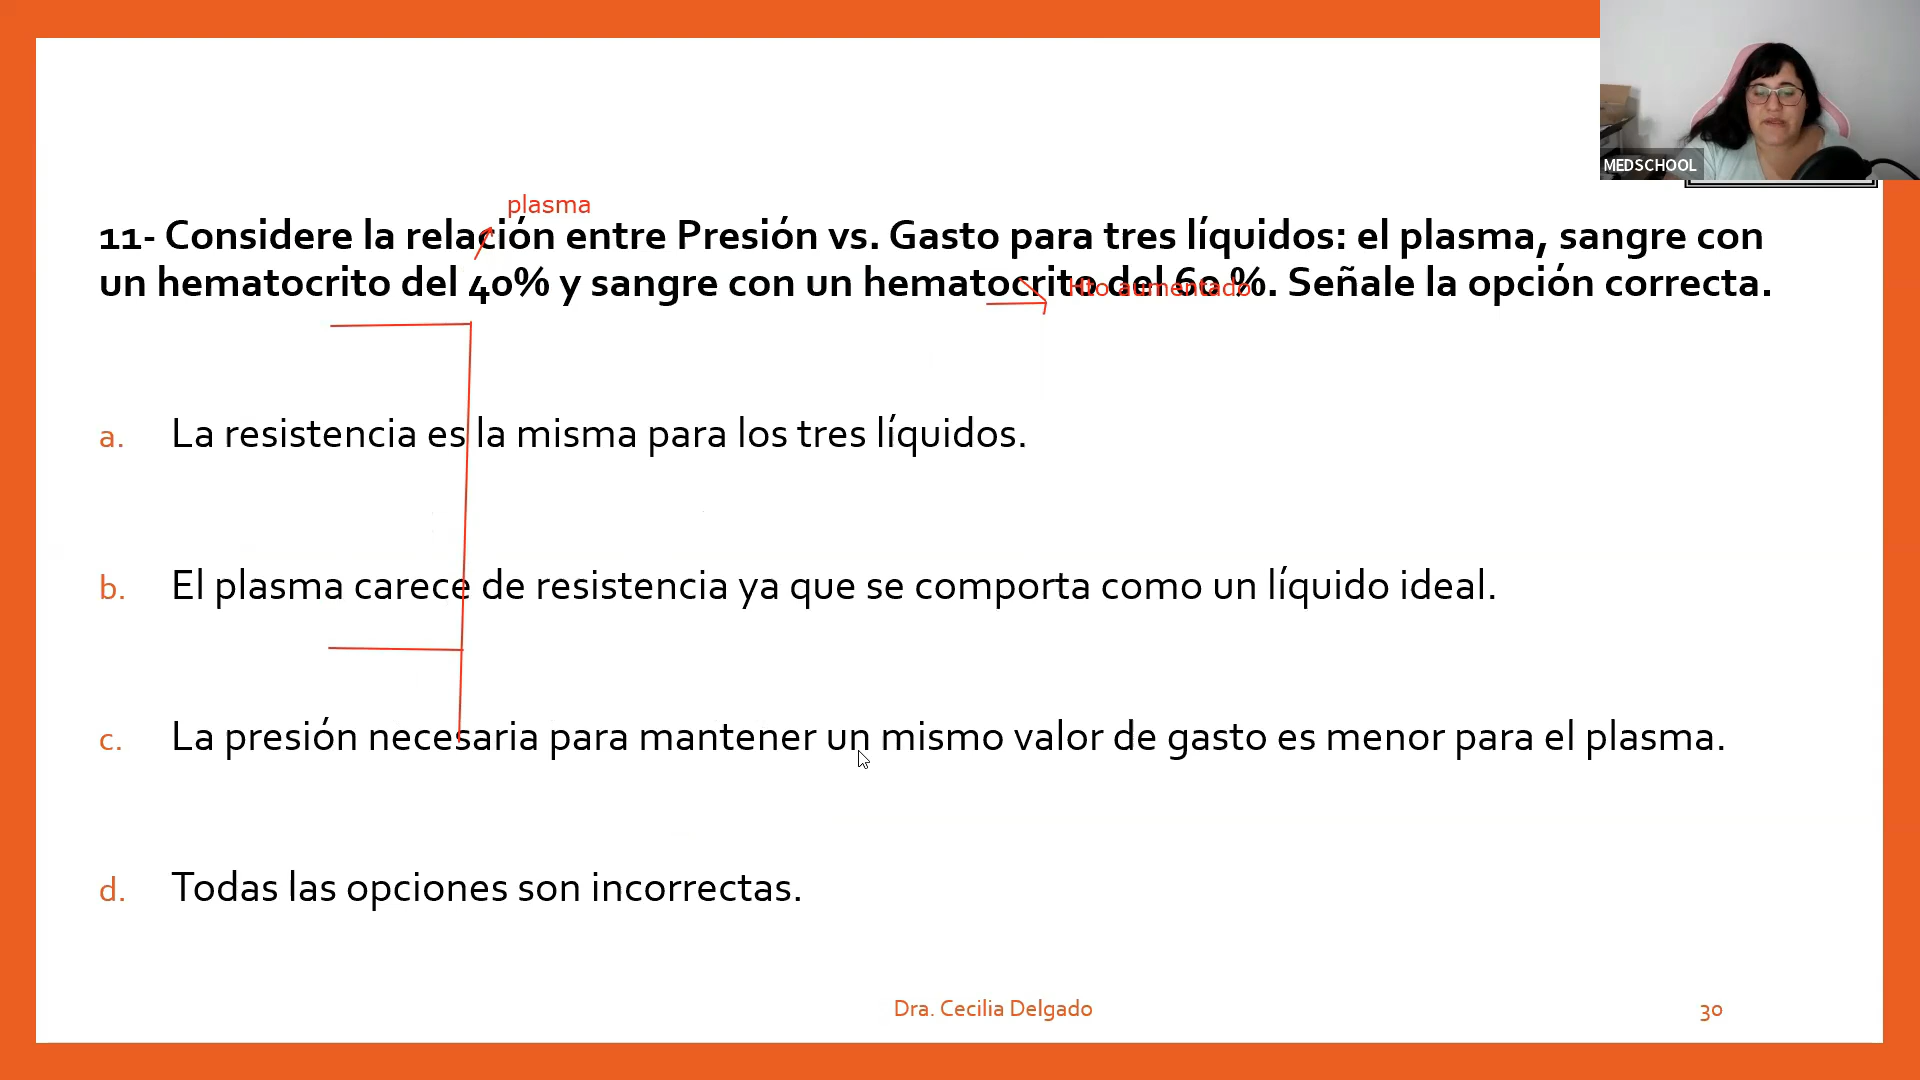 MEDSCHOOL
plasma
11- Considere la relación entre Presión vs. Gasto para tres líquidos: el plasma, sangre con
un hematocrito del 40% y sangre con un hematocrito del 60 %. Señale la opción correcta.
Hto aumentado
a. La resistencia es la misma para los tres líquidos.
b. El plasma carece de resistencia ya que se comporta como un líquido ideal.
c. La presión necesaria para mantener un mismo valor de gasto es menor para el plasma.
d. Todas las opciones son incorrectas.
Dra. Cecilia Delgado
30